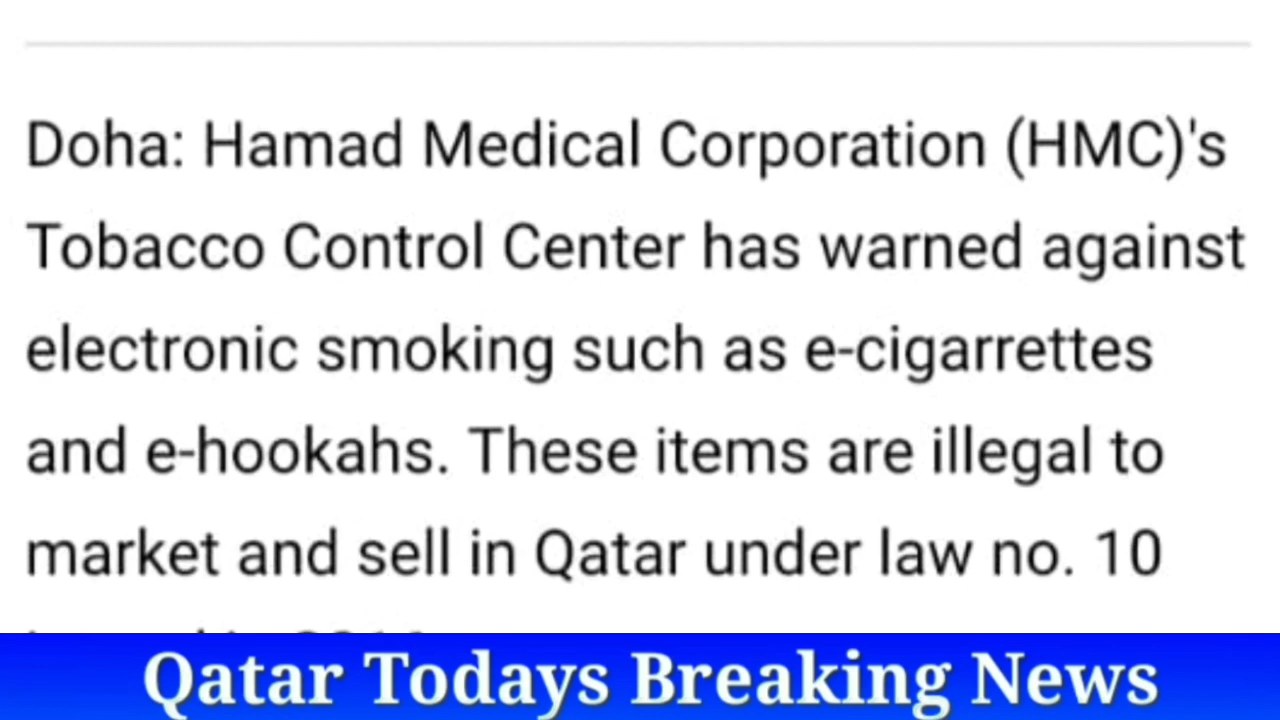 Doha: Hamad Medical Corporation (HMC)'s
Tobacco Control Center has warned against
electronic smoking such as e-cigarrettes
and e-hookahs. These items are illegal to
market and sell in Qatar under law no. 10
Qatar Todays Breaking News